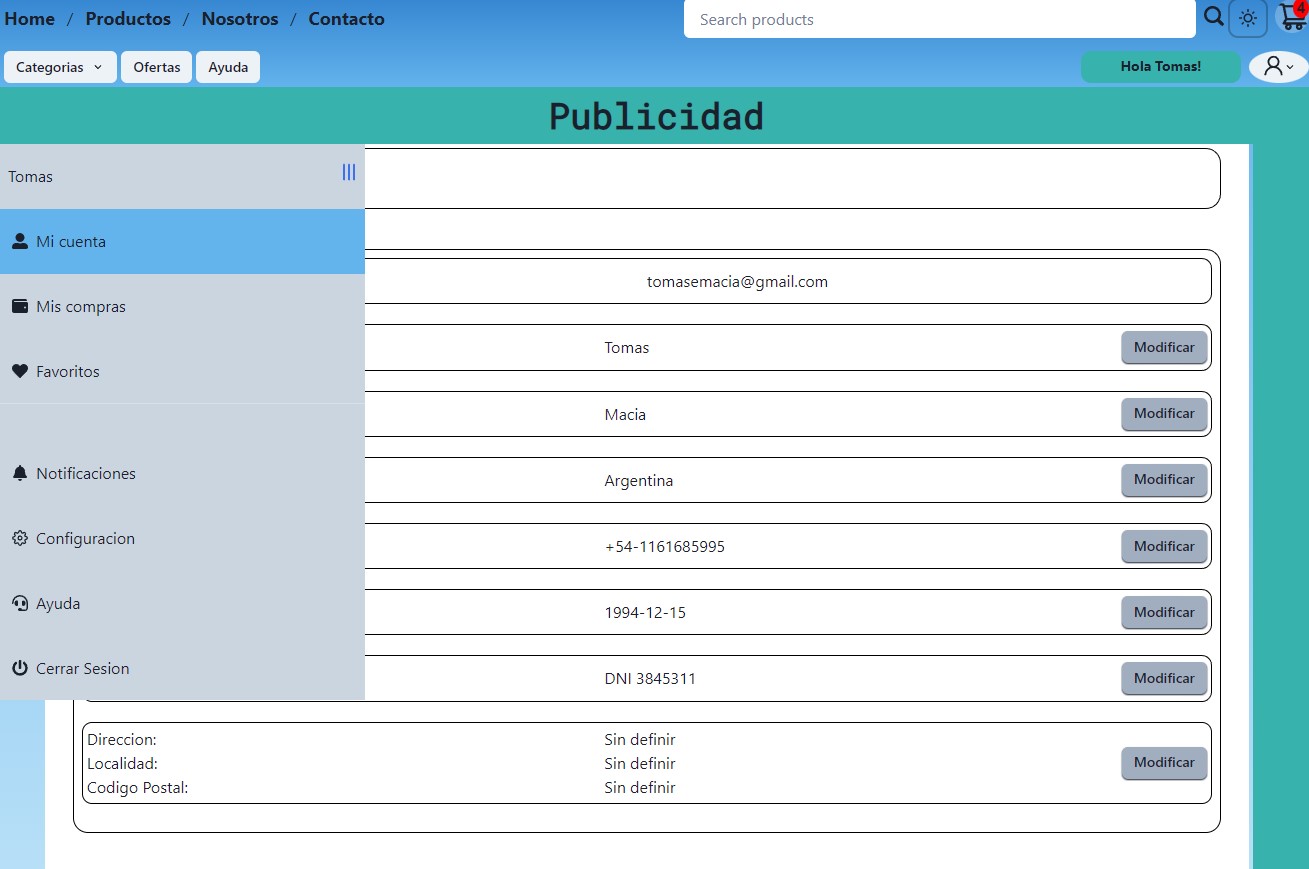 Home / Productos / Nosotros / Contacto
Search products
4
Categorias
Ofertas
Ayuda
Hola Tomas!
Publicidad
Tomas
Mi cuenta
Mis compras
Favoritos
Notificaciones
Configuracion
Ayuda
Cerrar Sesion
tomasemacia@gmail.com
Tomas Modificar
Macia Modificar
Argentina Modificar
+54-1161685995 Modificar
1994-12-15 Modificar
DNI 3845311 Modificar
Direccion: Sin definir
Localidad: Sin definir Modificar
Codigo Postal: Sin definir